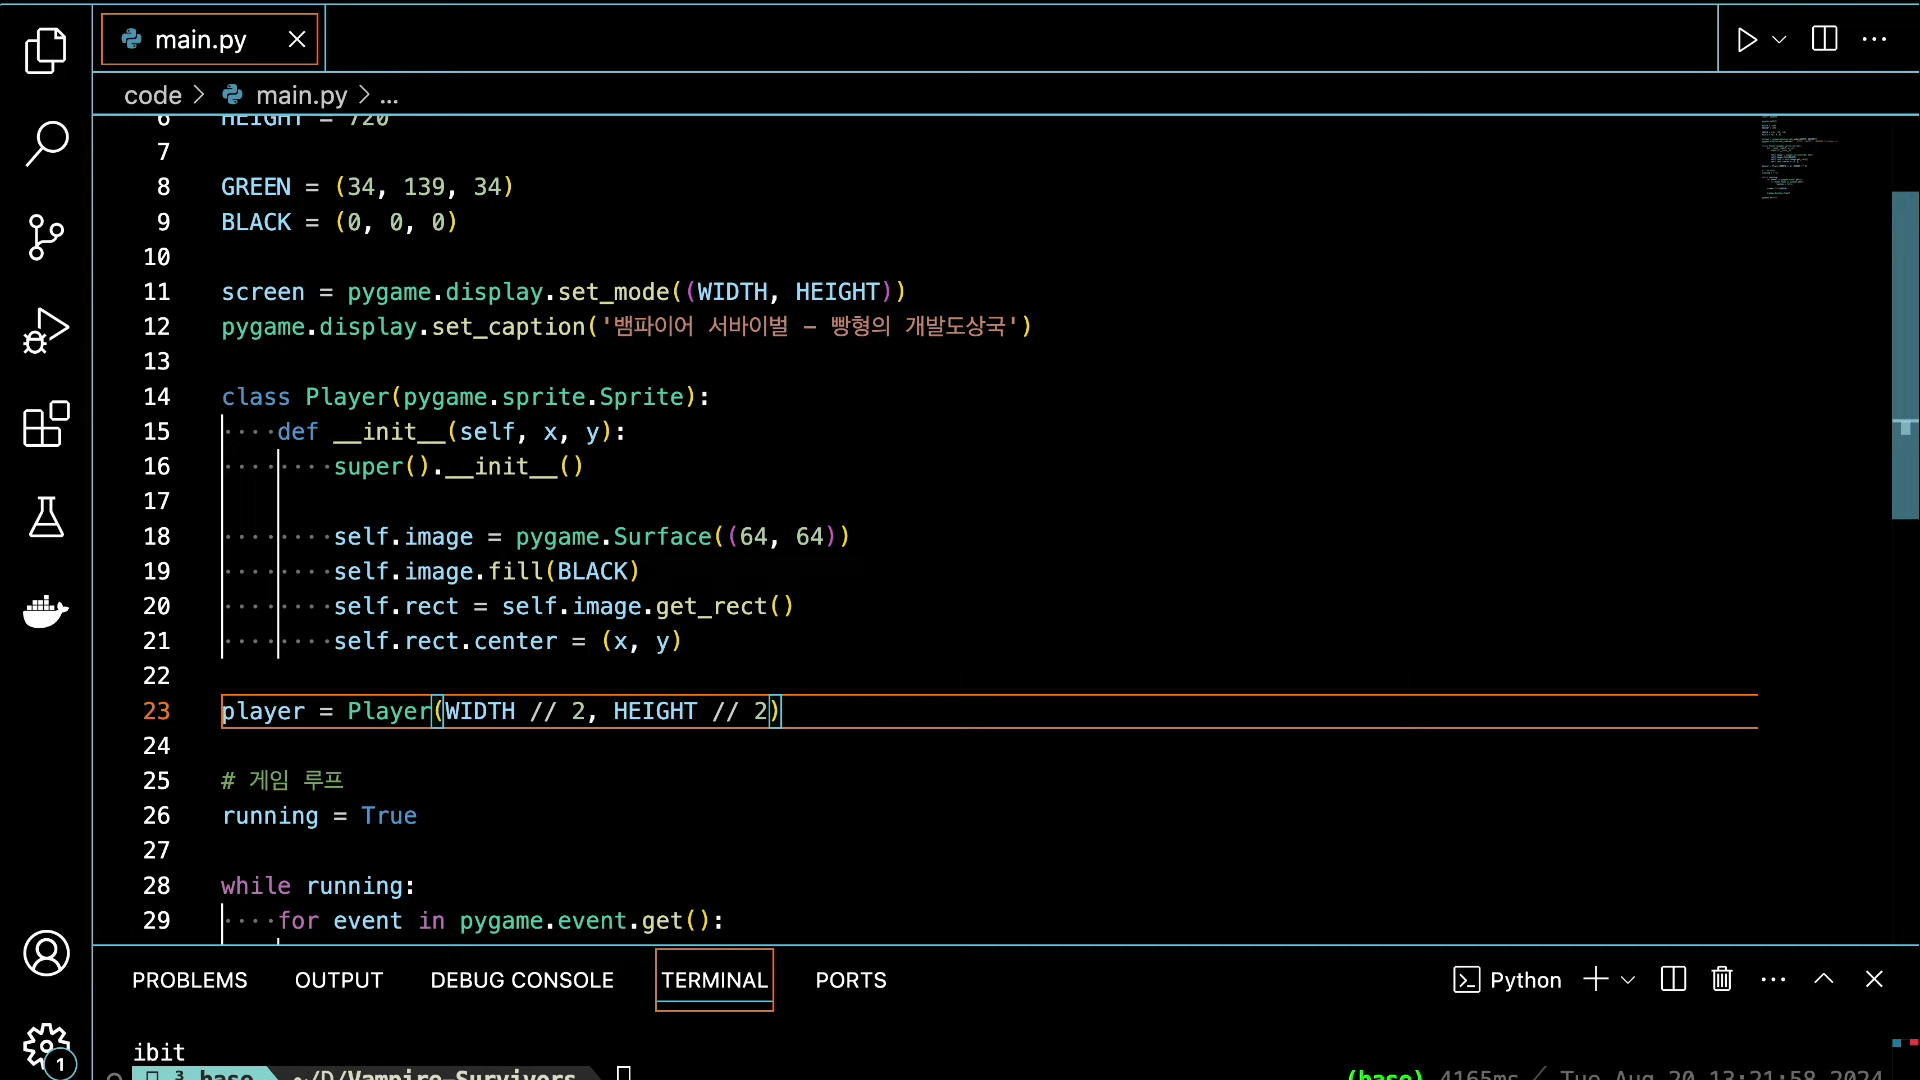 main.py
code > main.py > ...
6 HEIGHT = 720
7
8 GREEN = (34, 139, 34)
9 BLACK = (0, 0, 0)
10
11 screen = pygame.display.set_mode((WIDTH, HEIGHT))
12 pygame.display.set_caption('뱀파이어 서바이벌 - 빵형의 개발도상국')
13
14 class Player(pygame.sprite.Sprite):
15 def __init__(self, x, y):
16 super().__init__()
17
18 self.image = pygame.Surface((64, 64))
19 self.image.fill(BLACK)
20 self.rect = self.image.get_rect()
21 self.rect.center = (x, y)
22
23 player = Player(WIDTH // 2, HEIGHT // 2)
24
25 # 게임 루프
26 running = True
27
28 while running:
29 for event in pygame.event.get():
PROBLEMS OUTPUT DEBUG CONSOLE TERMINAL PORTS Python
ibit
1
3 base ~/D/Vampire-Survivors (base) 4165ms / Tue Aug 20 13:21:58 2024